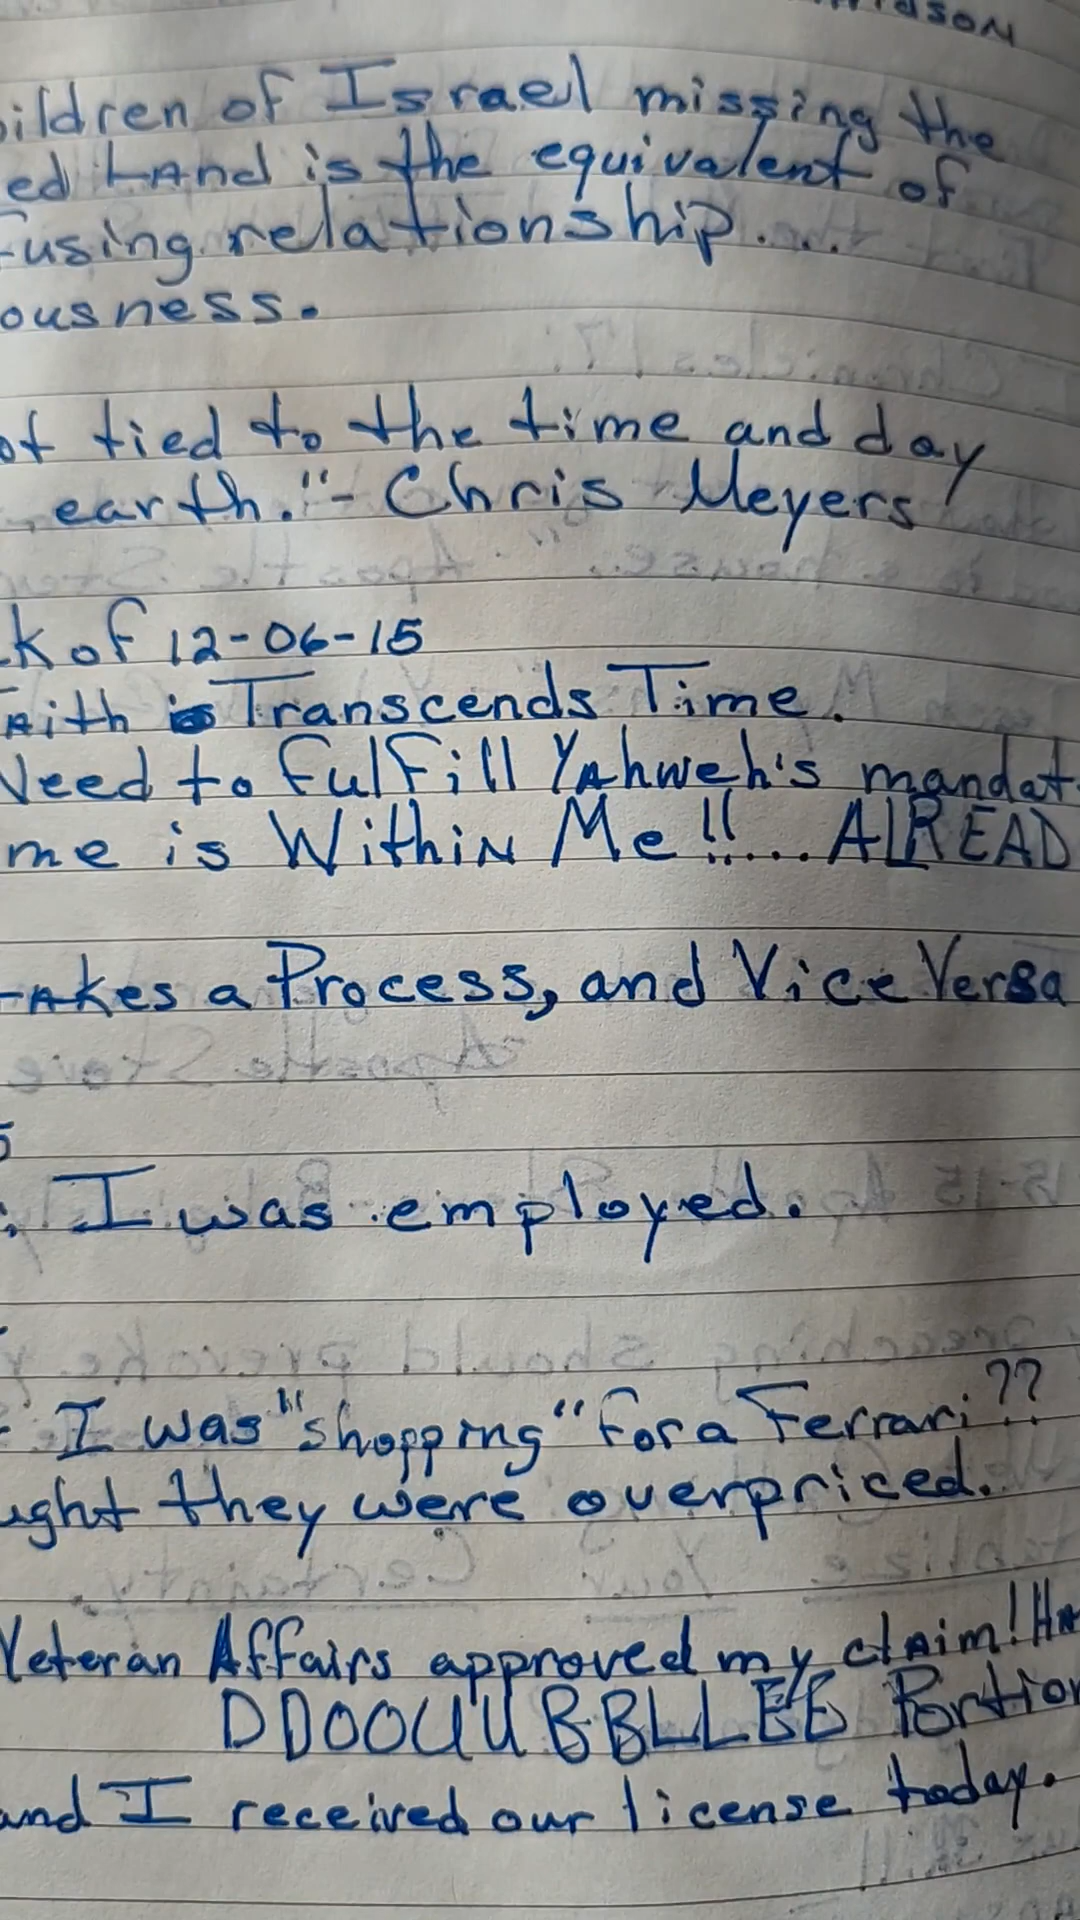 ildren of Israel missing the
ed LAnd is the equivalent of
fusing relationship....
ousness.
ot tied to the time and day
earth."- Chris Meyers
k of 12-06-15
Aith Transcends Time.
Need to fulFill YAhweh's mandat
me is WithiN Me!!.... AlREAD
tAkes a Process, and Vice Versa
5
: I was employed.
I was "shopping" for a Ferrari??
ught they were overpriced.
Veteran Affairs approved my clAim! HA
DDOOUUBBLLEE Portion
and I received our license today.